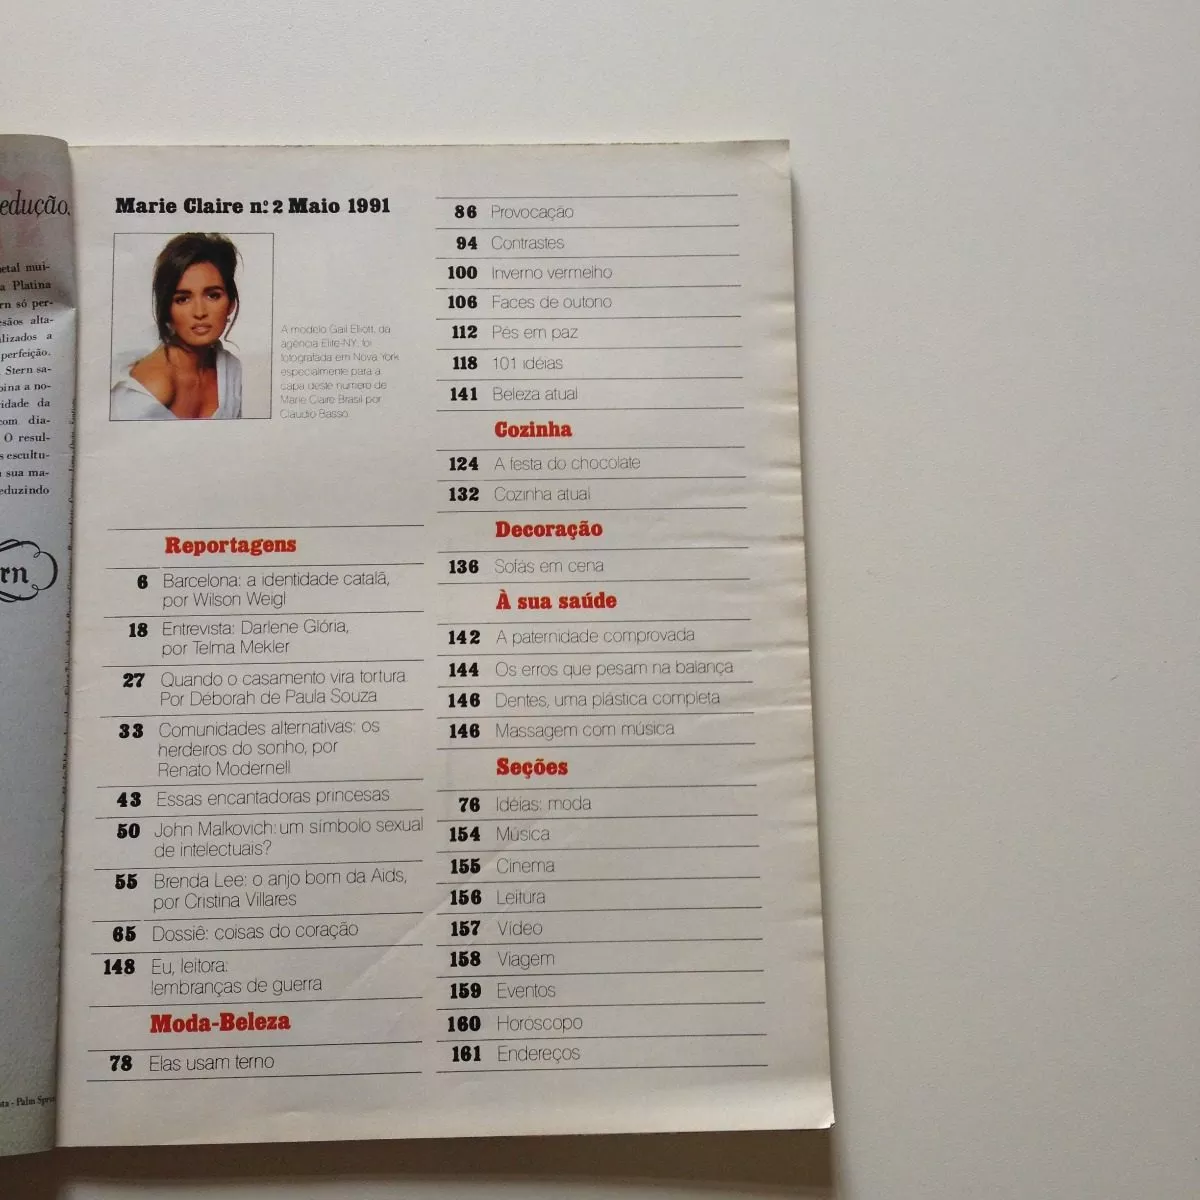 edução.
etal mui-
a Platina
rn só per-
esãos alta-
alizados a
perfeição.
Stern sa-
bina a no-
ridade da
com dia-
O resul-
s escultu-
sua ma-
eduzindo
rn
Marie Claire n.º 2 Maio 1991
A modelo Gail Elliott, da
agência Elite-NY, foi
fotografada em Nova York
especialmente para a
capa deste número de
Marie Claire Brasil por
Claudio Basso.
Reportagens
6 Barcelona: a identidade catalã,
por Wilson Weigl
18 Entrevista: Darlene Glória,
por Telma Mekler
27 Quando o casamento vira tortura
Por Déborah de Paula Souza
33 Comunidades alternativas: os
herdeiros do sonho, por
Renato Modernell
43 Essas encantadoras princesas
50 John Malkovich: um símbolo sexual
de intelectuais?
55 Brenda Lee: o anjo bom da Aids,
por Cristina Villares
65 Dossiê: coisas do coração
148 Eu, leitora:
lembranças de guerra
Moda-Beleza
78 Elas usam terno
86 Provocação
94 Contrastes
100 Inverno vermelho
106 Faces de outono
112 Pés em paz
118 101 idéias
141 Beleza atual
Cozinha
124 A festa do chocolate
132 Cozinha atual
Decoração
136 Sofás em cena
À sua saúde
142 A paternidade comprovada
144 Os erros que pesam na balança
146 Dentes, uma plástica completa
146 Massagem com música
Seções
76 Idéias: moda
154 Música
155 Cinema
156 Leitura
157 Vídeo
158 Viagem
159 Eventos
160 Horóscopo
161 Endereços